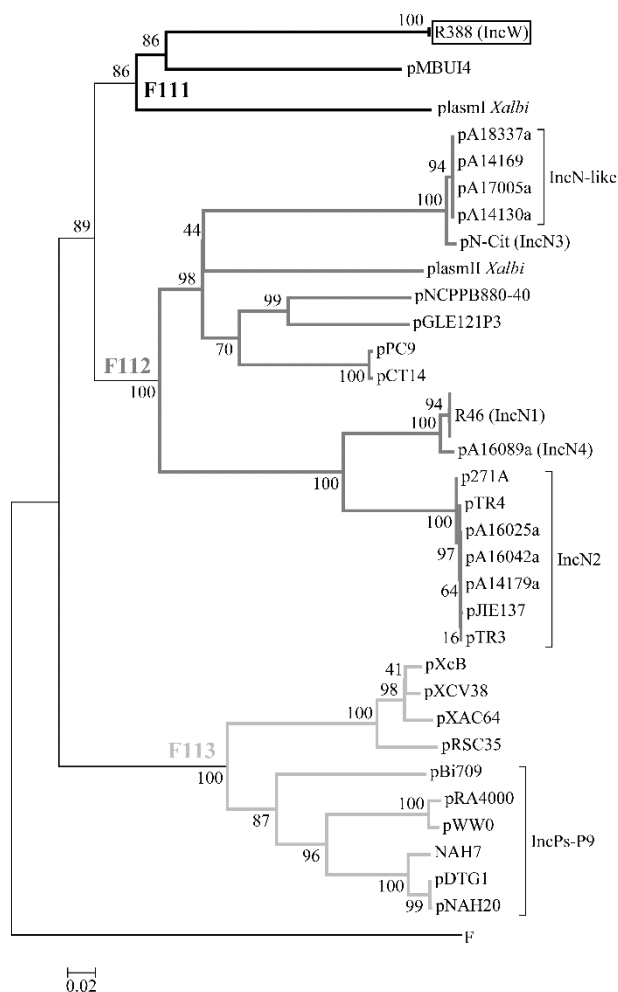 100
R388 (IncW)
86
pMBUI4
86
F111
plasmI Xalbi
pA18337a
94
pA14169
IncN-like
pA17005a
100
pA14130a
89
44
pN-Cit (IncN3)
98
plasmII Xalbi
99
pNCPPB880-40
pGLE121P3
70
pPC9
F112
100
100
pCT14
94
R46 (IncN1)
100
pA16089a (IncN4)
100
p271A
pTR4
100
pA16025a
97
pA16042a
IncN2
64
pA14179a
pJIE137
16
pTR3
41
pXcB
98
pXCV38
100
pXAC64
F113
pRSC35
100
pBi709
87
100
pRA4000
pWW0
IncPs-P9
96
NAH7
100
pDTG1
99
pNAH20
F
0.02